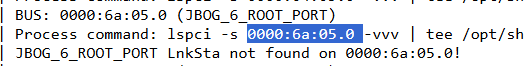 | BUS: 0000:6a:05.0 (JBOG_6_ROOT_PORT)
| Process command: lspci -s 0000:6a:05.0 -vvv | tee /opt/sh
| JBOG_6_ROOT_PORT LnkSta not found on 0000:6a:05.0!